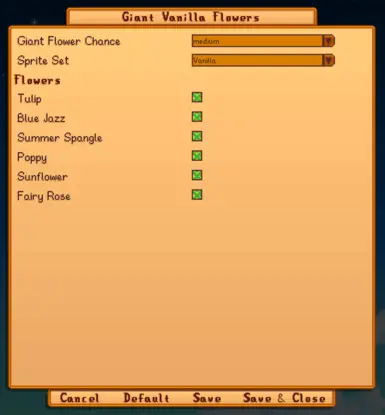 Giant Vanilla Flowers
Giant Flower Chance medium
Sprite Set Vanilla
Flowers
Tulip
Blue Jazz
Summer Spangle
Poppy
Sunflower
Fairy Rose
Cancel Default Save Save & Close